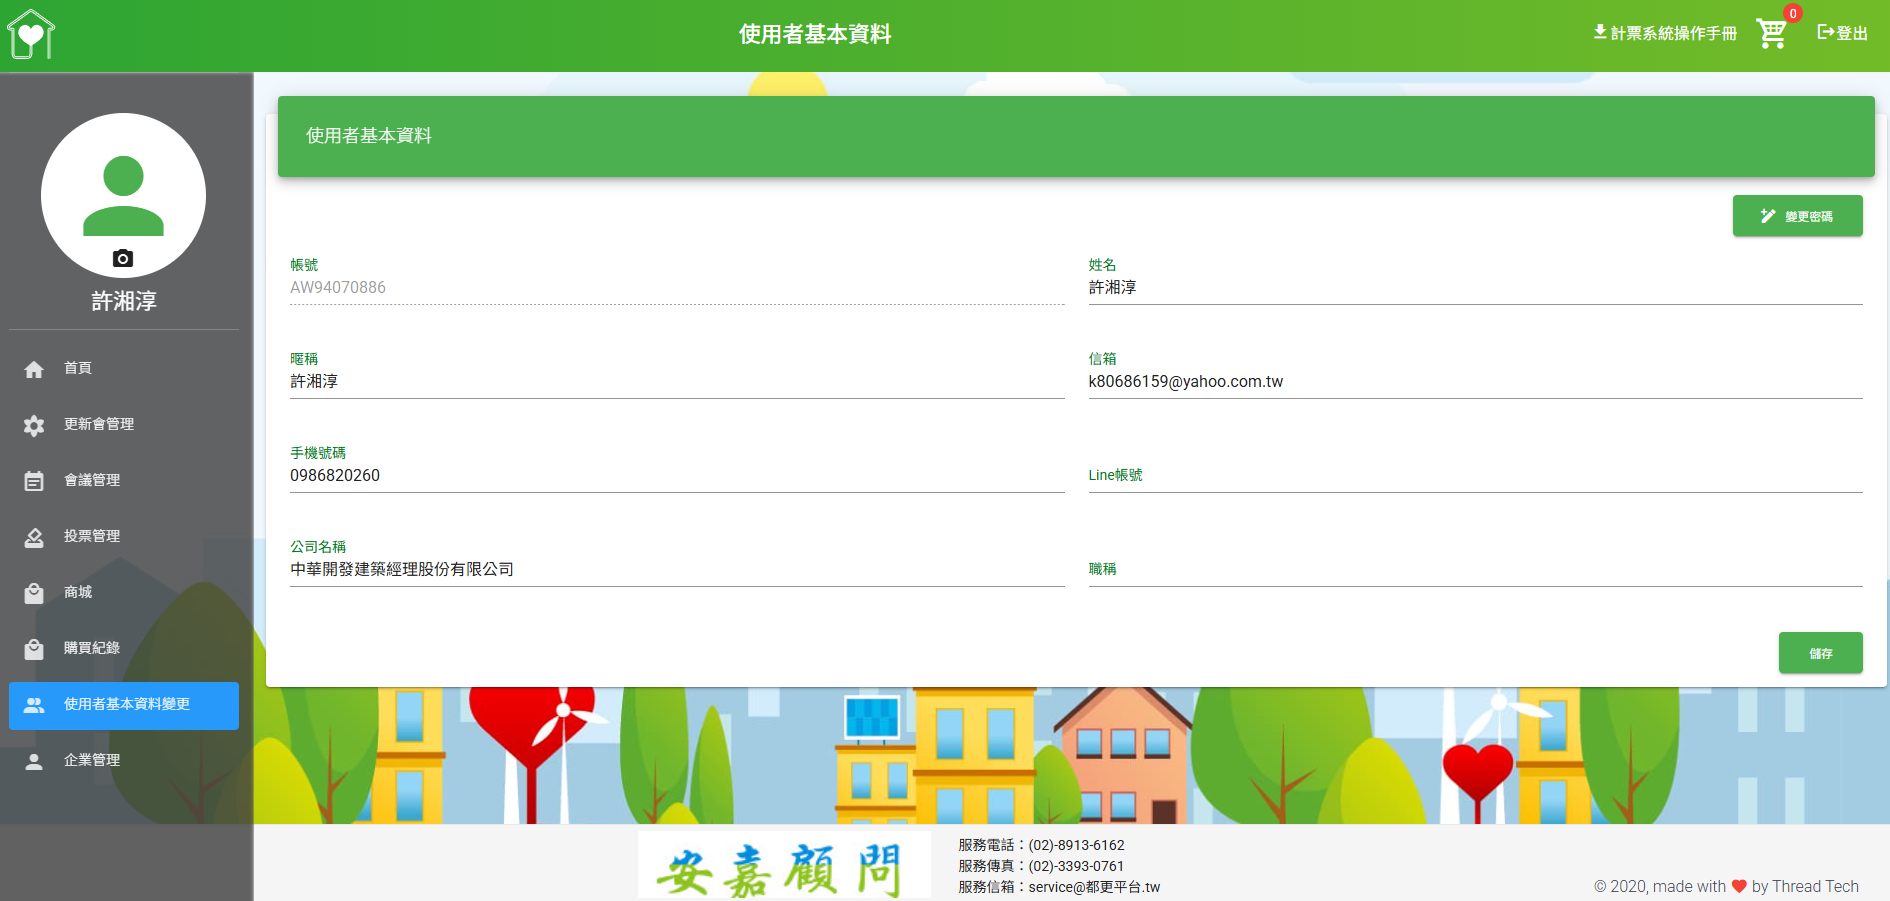 使用者基本資料
計票系統操作手冊
0
登出
許湘淳
首頁
更新會管理
會議管理
投票管理
商城
購買紀錄
使用者基本資料變更
企業管理
使用者基本資料
變更密碼
帳號
AW94070886
姓名
許湘淳
暱稱
許湘淳
信箱
k80686159@yahoo.com.tw
手機號碼
0986820260
Line帳號
公司名稱
中華開發建築經理股份有限公司
職稱
儲存
安嘉顧問
服務電話：(02)-8913-6162
服務傳真：(02)-3393-0761
服務信箱：service@都更平台.tw
© 2020, made with ❤ by Thread Tech